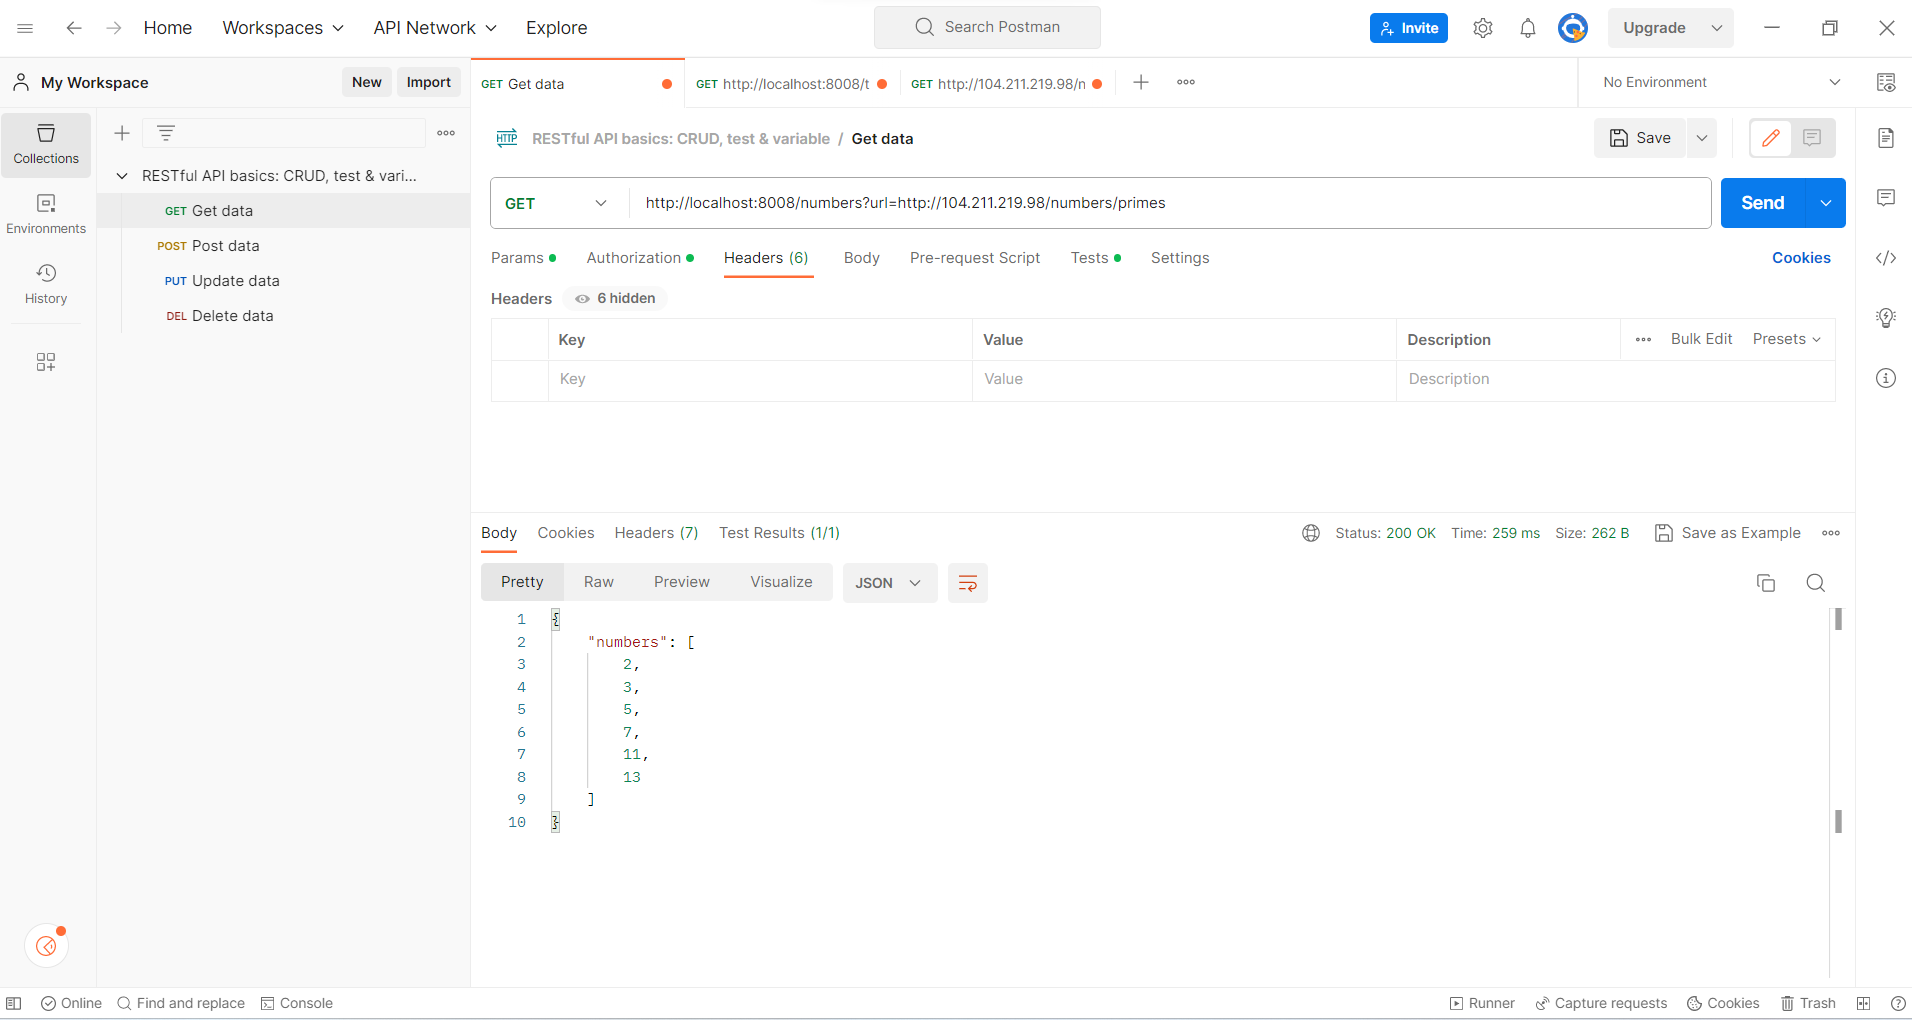 Home Workspaces API Network Explore Search Postman Invite Upgrade
My Workspace New Import
GET Get data GET http://localhost:8008/t GET http://104.211.219.98/n No Environment
Collections
Environments
History
RESTful API basics: CRUD, test & vari...
GET Get data
POST Post data
PUT Update data
DEL Delete data
HTTP RESTful API basics: CRUD, test & variable / Get data Save
GET http://localhost:8008/numbers?url=http://104.211.219.98/numbers/primes Send
Params Authorization Headers (6) Body Pre-request Script Tests Settings Cookies
Headers 6 hidden
Key Value Description Bulk Edit Presets
Key Value Description
Body Cookies Headers (7) Test Results (1/1) Status: 200 OK Time: 259 ms Size: 262 B Save as Example
Pretty Raw Preview Visualize JSON
1 {
2 "numbers": [
3 2,
4 3,
5 5,
6 7,
7 11,
8 13
9 ]
10 }
Online Find and replace Console Runner Capture requests Cookies Trash